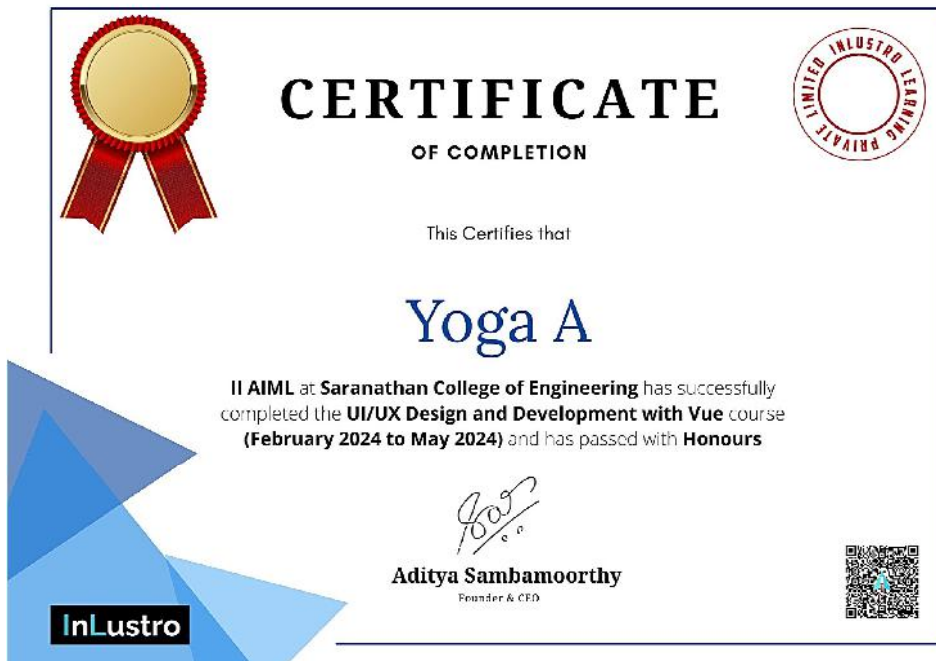 CERTIFICATE
INLUSTRO LEARNING PRIVATE LIMITED
OF COMPLETION
This Certifies that
Yoga A
II AIML at Saranathan College of Engineering has successfully
completed the UI/UX Design and Development with Vue course
(February 2024 to May 2024) and has passed with Honours
Aditya Sambamoorthy
Founder & CEO
InLustro